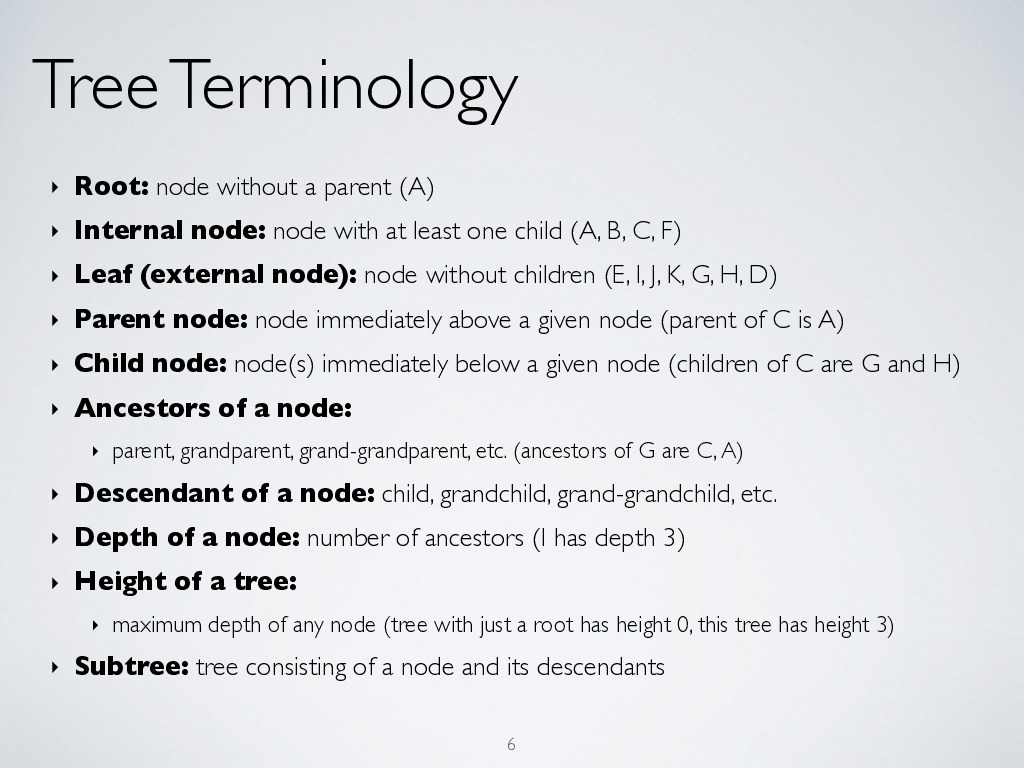 Tree Terminology
‣ Root: node without a parent (A)
‣ Internal node: node with at least one child (A, B, C, F)
‣ Leaf (external node): node without children (E, I, J, K, G, H, D)
‣ Parent node: node immediately above a given node (parent of C is A)
‣ Child node: node(s) immediately below a given node (children of C are G and H)
‣ Ancestors of a node:
‣ parent, grandparent, grand-grandparent, etc. (ancestors of G are C, A)
‣ Descendant of a node: child, grandchild, grand-grandchild, etc.
‣ Depth of a node: number of ancestors (I has depth 3)
‣ Height of a tree:
‣ maximum depth of any node (tree with just a root has height 0, this tree has height 3)
‣ Subtree: tree consisting of a node and its descendants
6